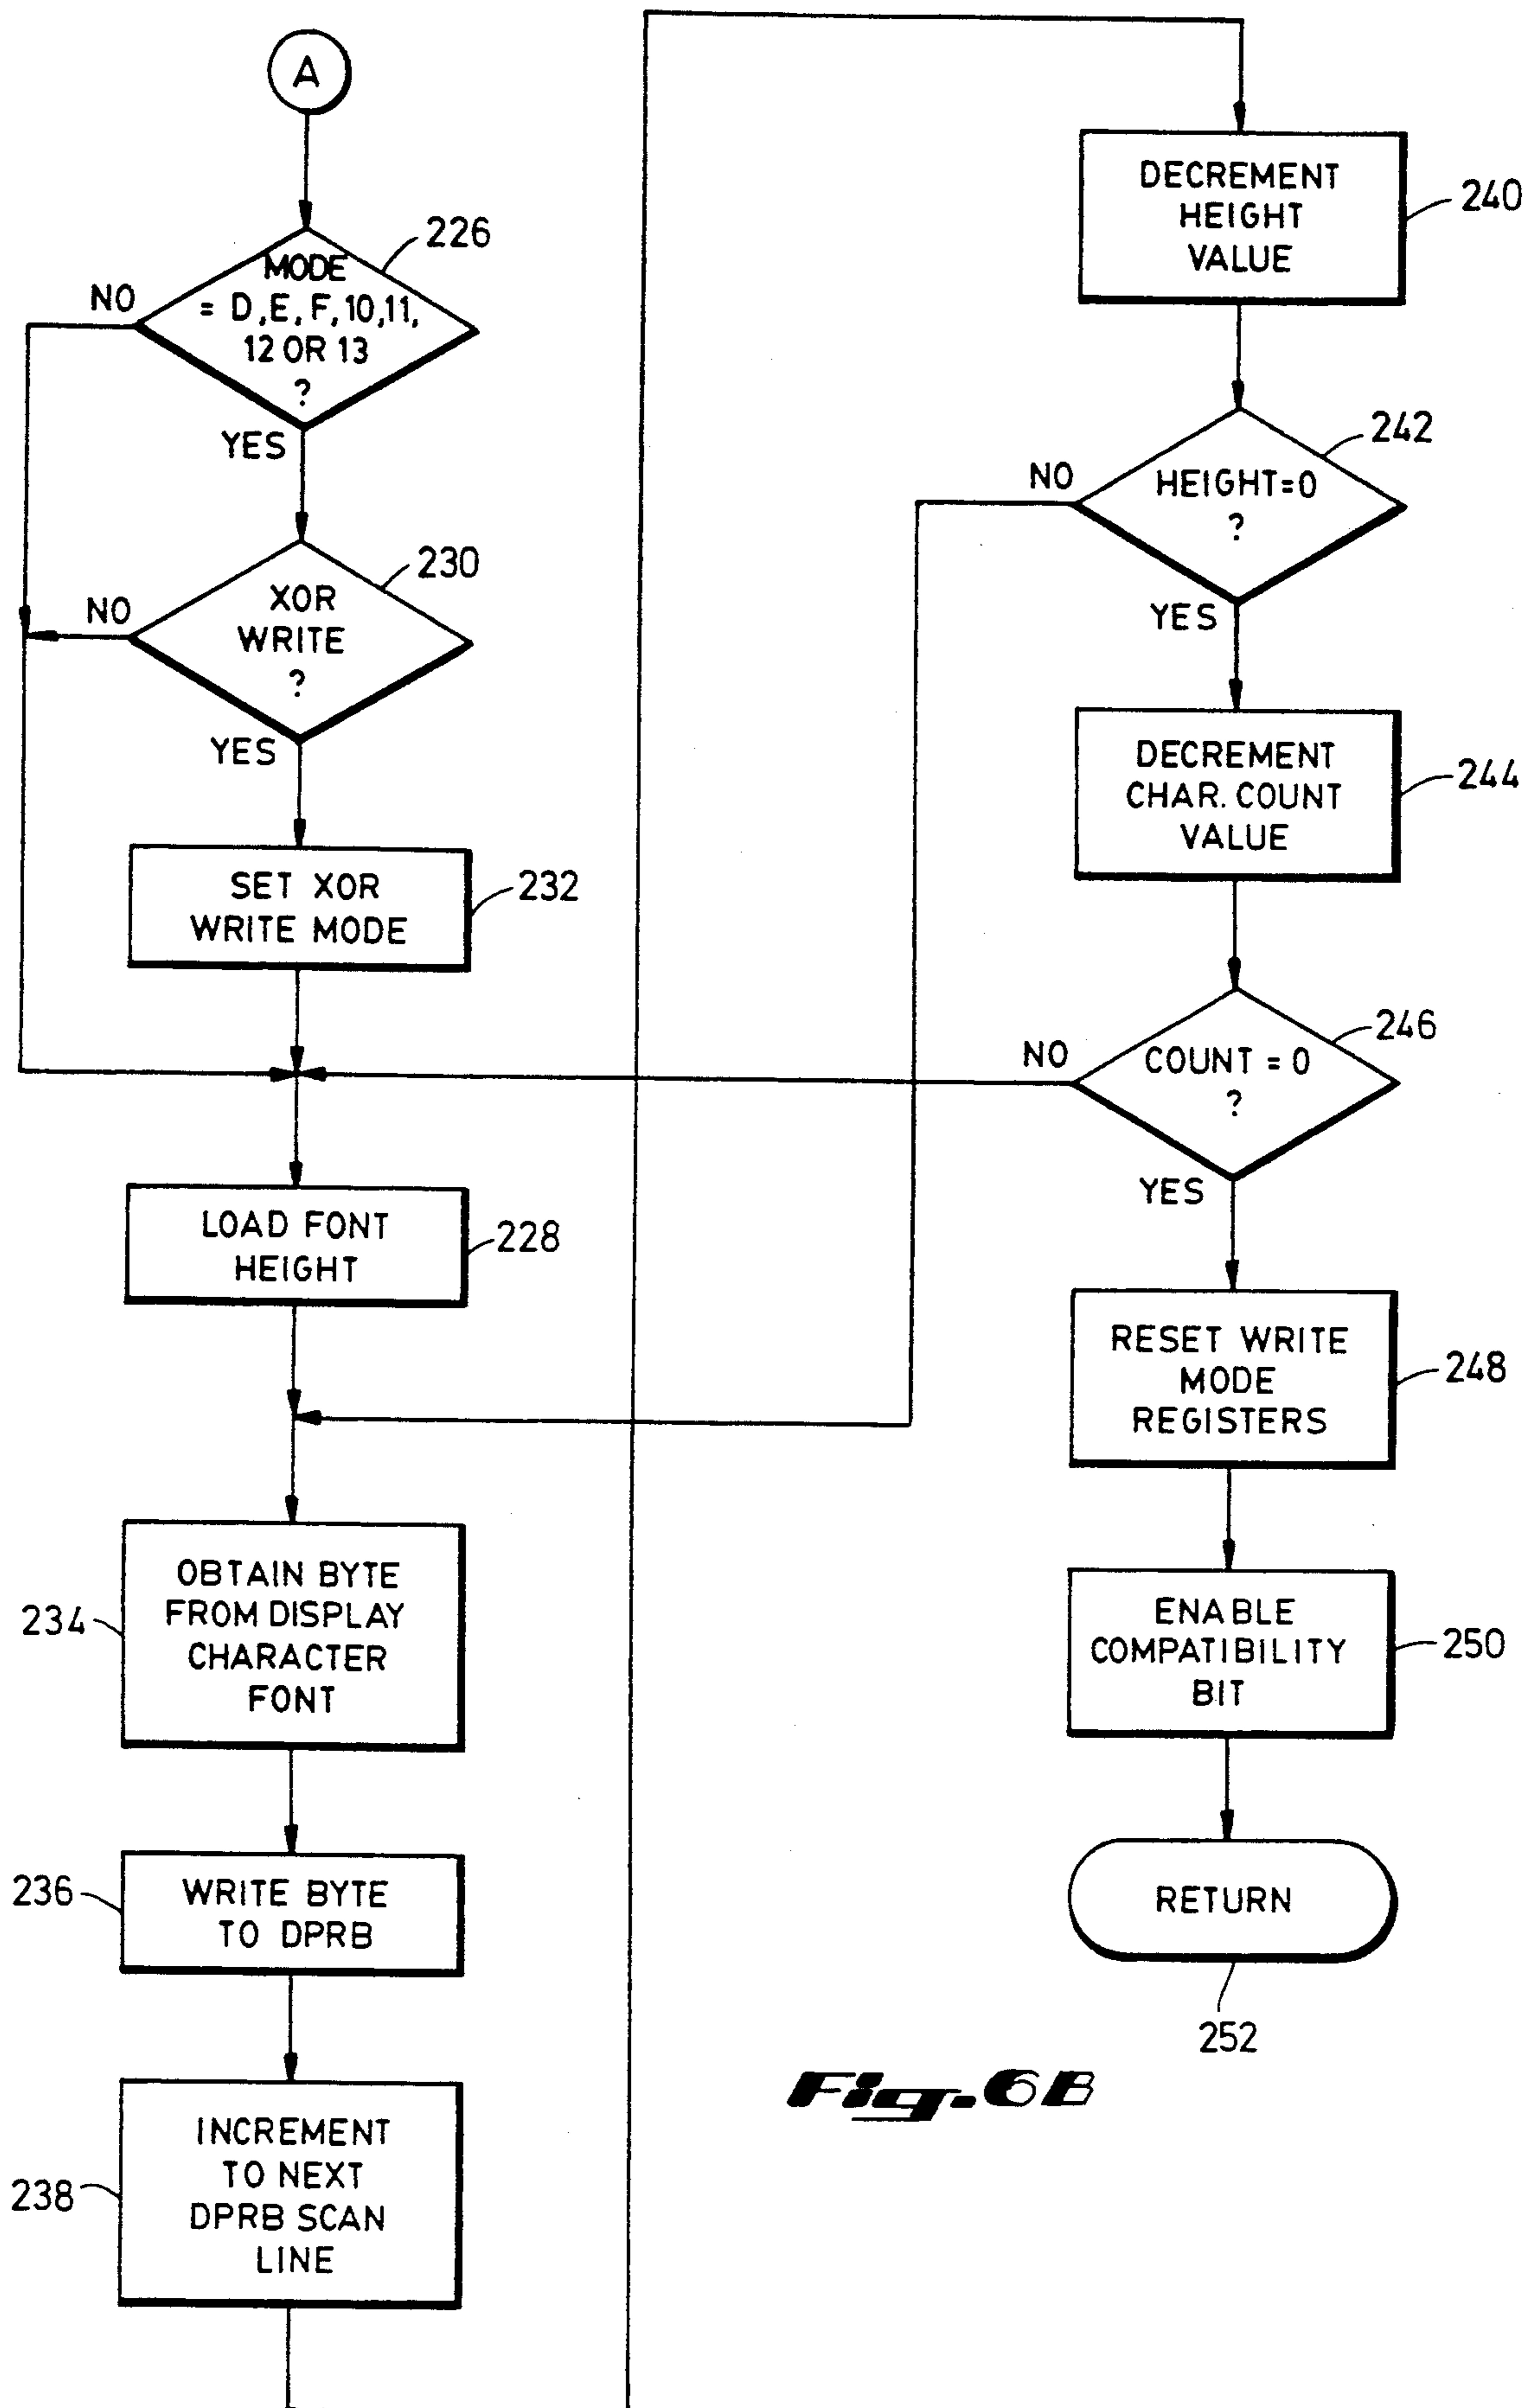 A
226
MODE
= D, E, F, 10, 11,
12 OR 13
?
NO
YES
230
XOR
WRITE
?
NO
YES
SET XOR
WRITE MODE
232
LOAD FONT
HEIGHT
228
OBTAIN BYTE
FROM DISPLAY
CHARACTER
FONT
234
WRITE BYTE
TO DPRB
236
INCREMENT
TO NEXT
DPRB SCAN
LINE
238
DECREMENT
HEIGHT
VALUE
240
242
HEIGHT=0
?
NO
YES
DECREMENT
CHAR. COUNT
VALUE
244
246
COUNT = 0
?
NO
YES
RESET WRITE
MODE
REGISTERS
248
ENABLE
COMPATIBILITY
BIT
250
RETURN
252
Fig. 6B